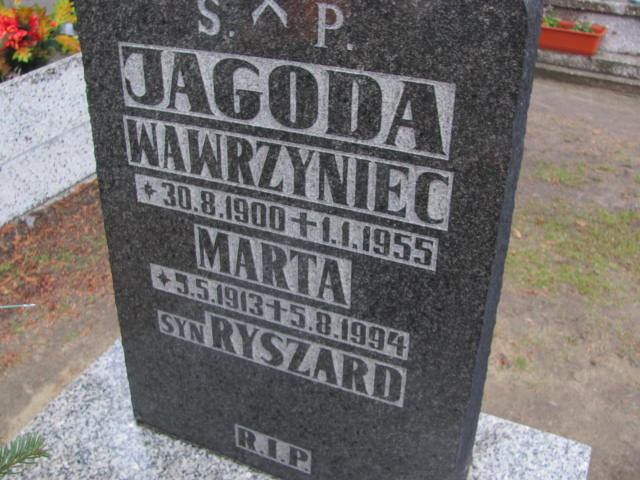 S. P.
JAGODA
WAWRZYNIEC
*30.8.1900+1.1.1955
MARTA
*5.5.1913+5.8.1994
SYN RYSZARD
R.I.P.